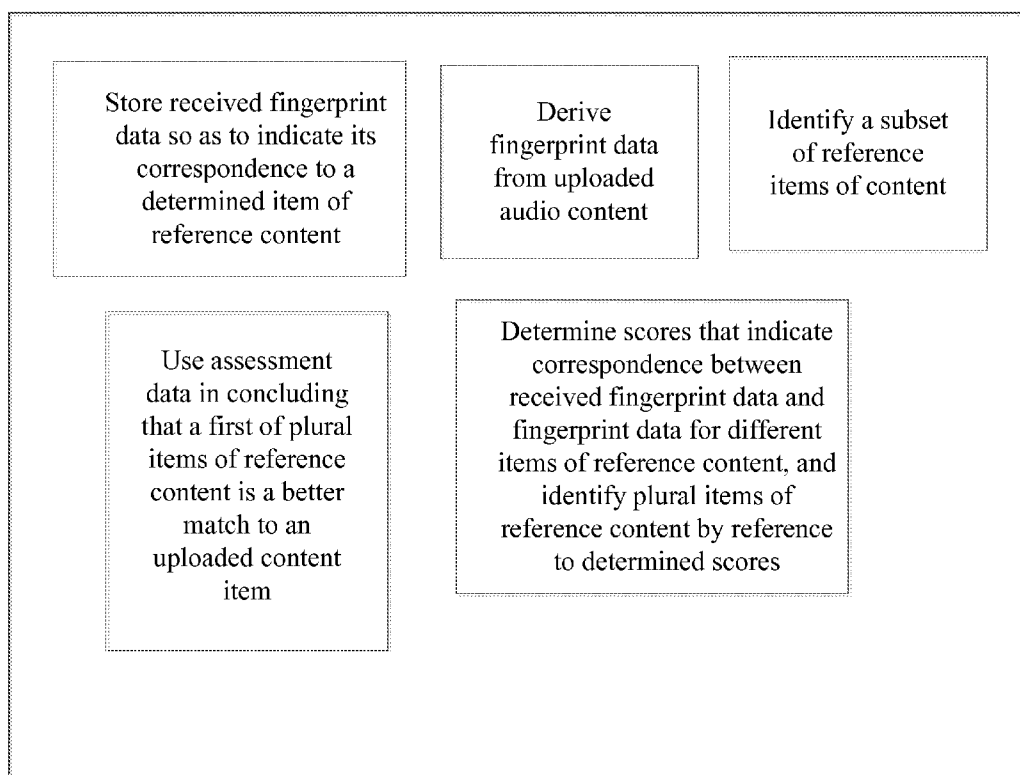 Store received fingerprint
data so as to indicate its
correspondence to a
determined item of
reference content
Derive
fingerprint data
from uploaded
audio content
Identify a subset
of reference
items of content
Use assessment
data in concluding
that a first of plural
items of reference
content is a better
match to an
uploaded content
item
Determine scores that indicate
correspondence between
received fingerprint data and
fingerprint data for different
items of reference content, and
identify plural items of
reference content by reference
to determined scores